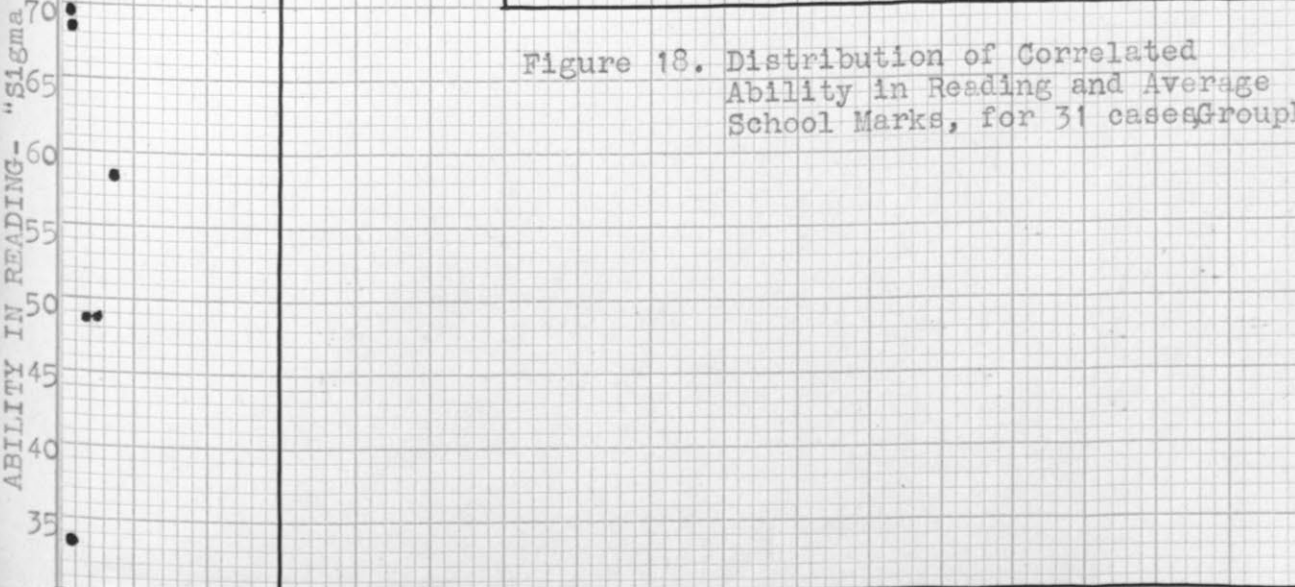 70
65
60
55
50
45
40
35
ABILITY IN READING- "Sigma
Figure 18. Distribution of Correlated
Ability in Reading and Average
School Marks, for 31 cases,Group